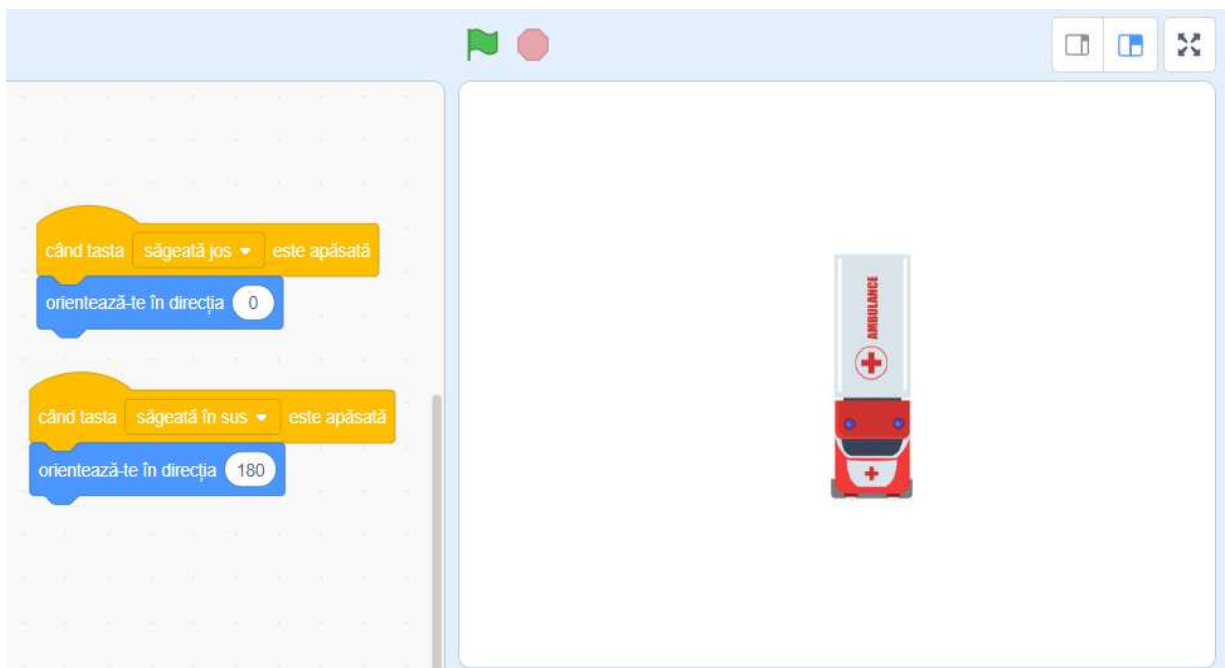 când tasta săgeată jos este apăsată
orientează-te în direcția 0
când tasta săgeată în sus este apăsată
orientează-te în direcția 180
AMBULANCE